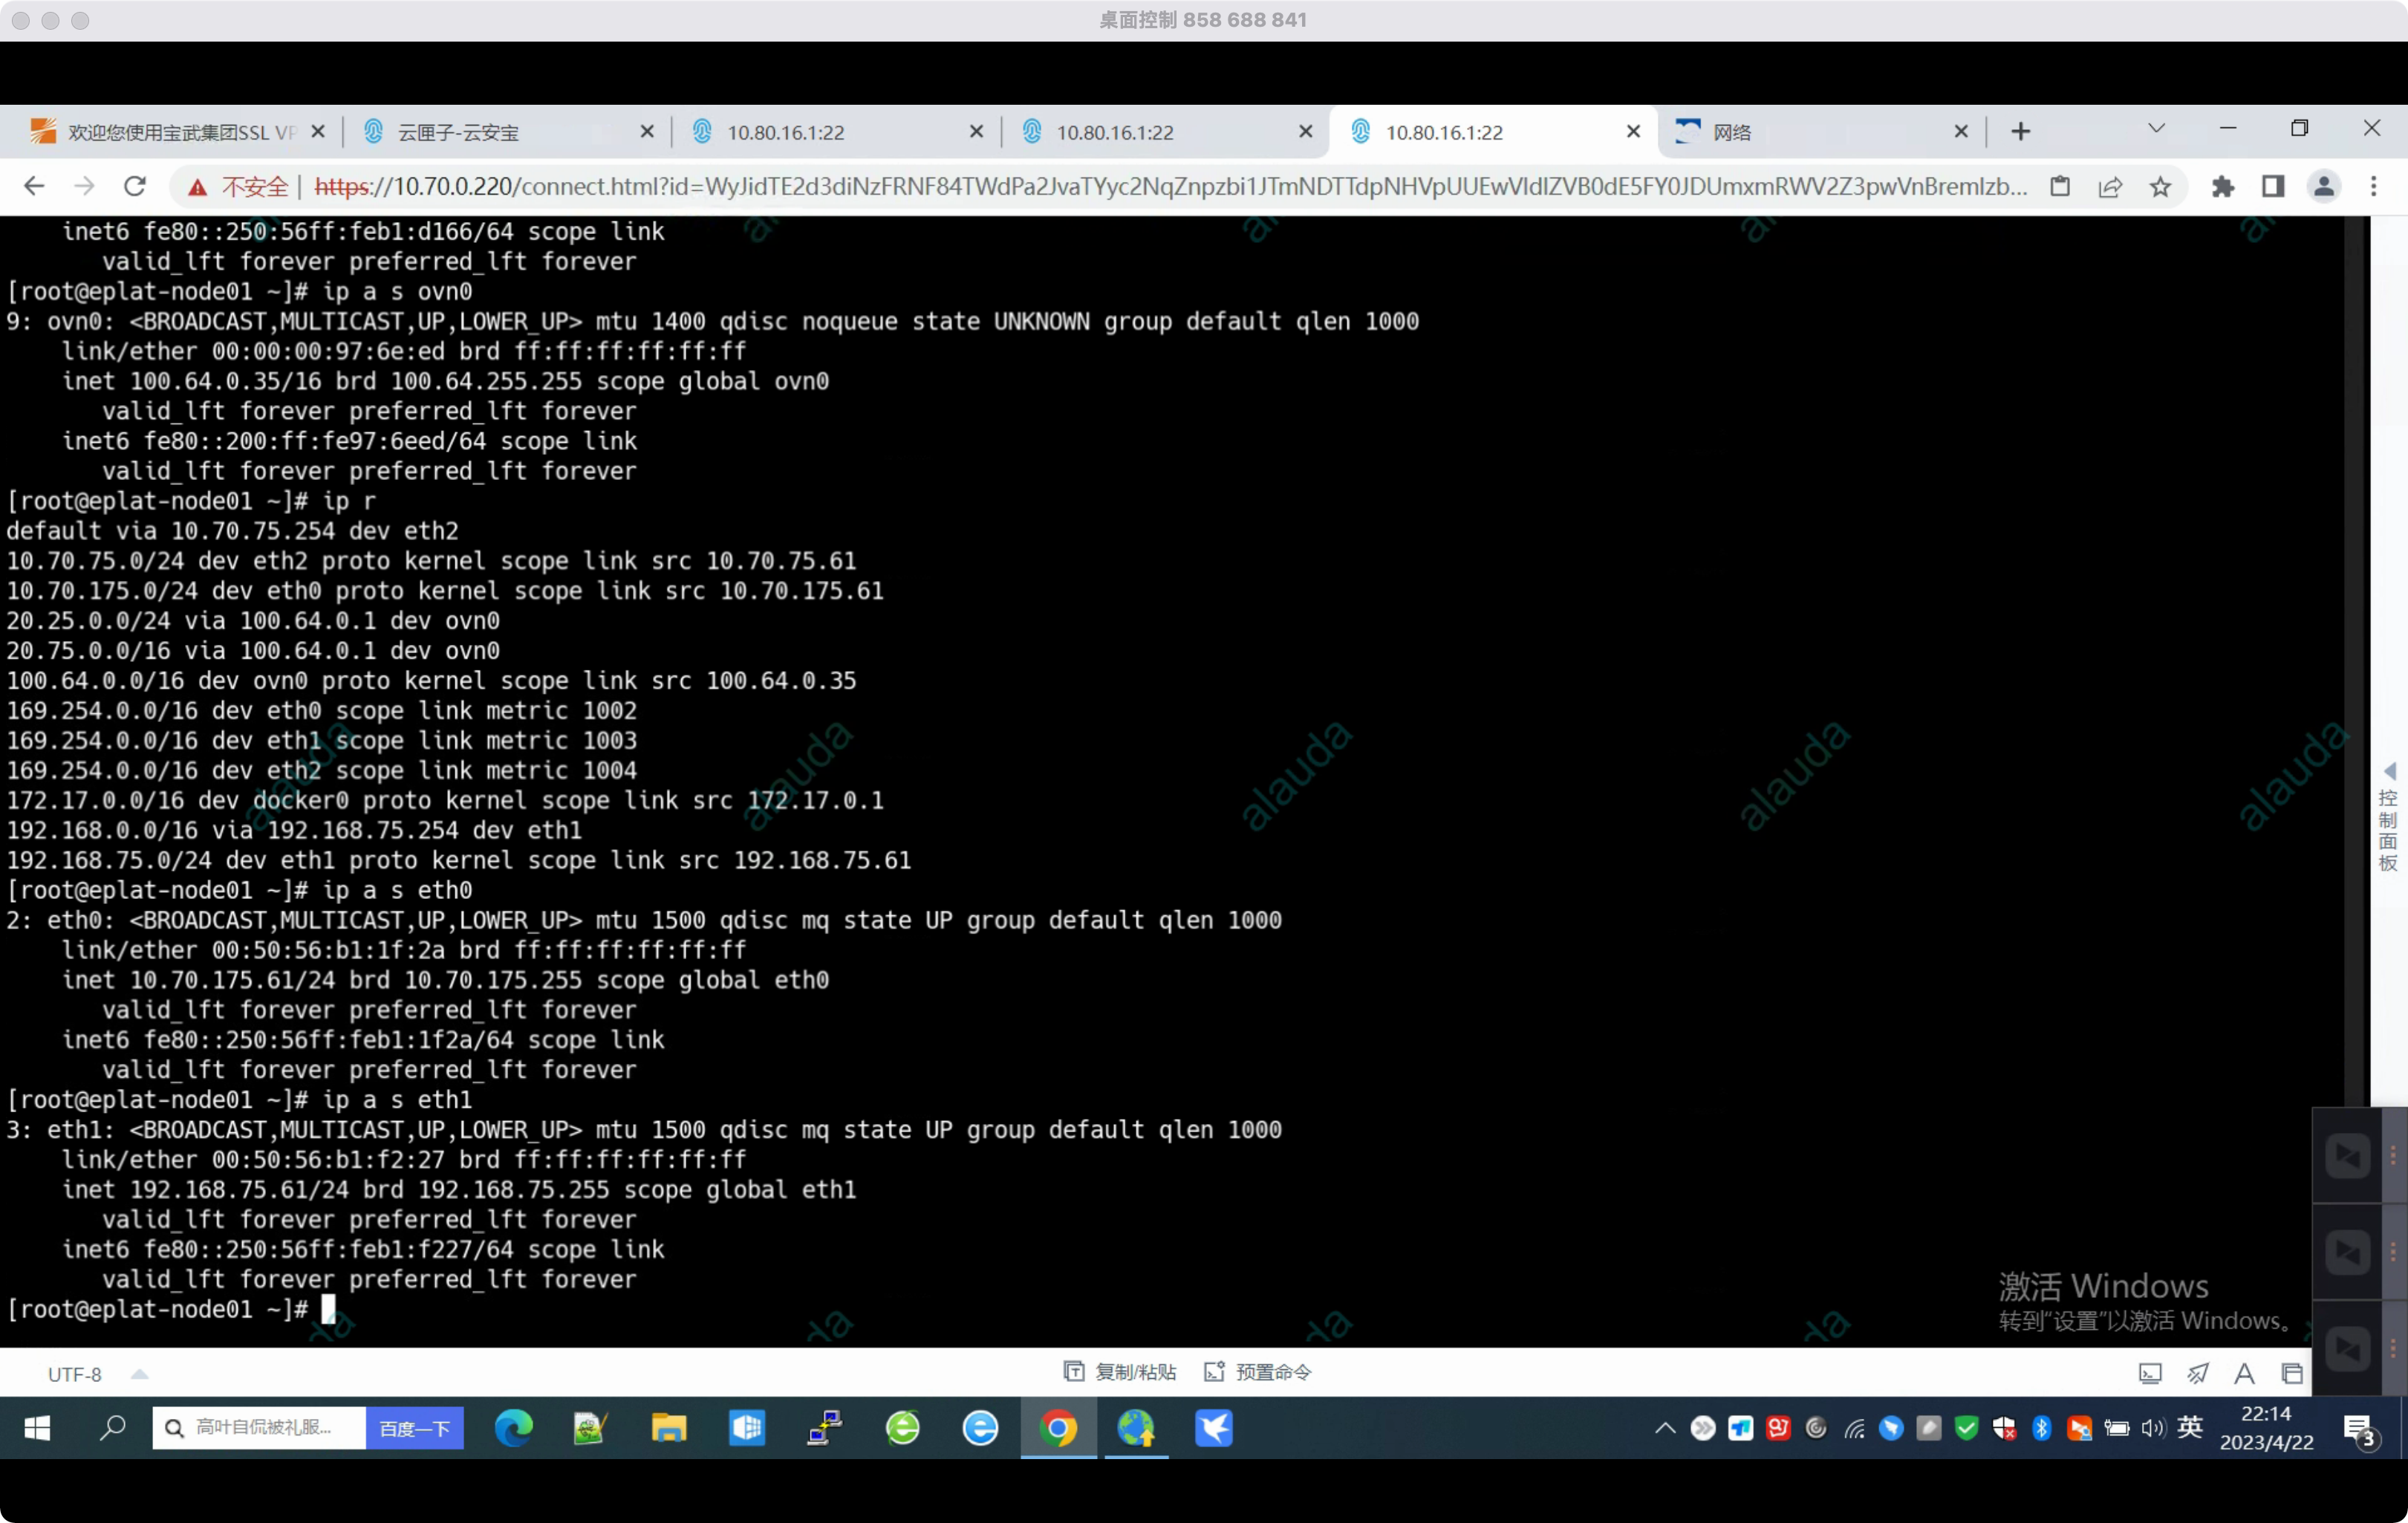 桌面控制 858 688 841
欢迎您使用宝武集团SSL VP
云匣子-云安宝
10.80.16.1:22
10.80.16.1:22
10.80.16.1:22
网络
不安全 | https://10.70.0.220/connect.html?id=WyJidTE2d3diNzFRNF84TWdPa2JvaTYyc2NqZnpzbi1JTmNDTTdpNHVpUUEwVldIZVB0dE5FY0JDUmxmRWV2Z3pwVnBremIzb...
inet6 fe80::250:56ff:feb1:d166/64 scope link
valid_lft forever preferred_lft forever
[root@eplat-node01 ~]# ip a s ovn0
9: ovn0: <BROADCAST,MULTICAST,UP,LOWER_UP> mtu 1400 qdisc noqueue state UNKNOWN group default qlen 1000
link/ether 00:00:00:97:6e:ed brd ff:ff:ff:ff:ff:ff
inet 100.64.0.35/16 brd 100.64.255.255 scope global ovn0
valid_lft forever preferred_lft forever
inet6 fe80::200:ff:fe97:6eed/64 scope link
valid_lft forever preferred_lft forever
[root@eplat-node01 ~]# ip r
default via 10.70.75.254 dev eth2
10.70.75.0/24 dev eth2 proto kernel scope link src 10.70.75.61
10.70.175.0/24 dev eth0 proto kernel scope link src 10.70.175.61
20.25.0.0/24 via 100.64.0.1 dev ovn0
20.75.0.0/16 via 100.64.0.1 dev ovn0
100.64.0.0/16 dev ovn0 proto kernel scope link src 100.64.0.35
169.254.0.0/16 dev eth0 scope link metric 1002
169.254.0.0/16 dev eth1 scope link metric 1003
169.254.0.0/16 dev eth2 scope link metric 1004
172.17.0.0/16 dev docker0 proto kernel scope link src 172.17.0.1
192.168.0.0/16 via 192.168.75.254 dev eth1
192.168.75.0/24 dev eth1 proto kernel scope link src 192.168.75.61
[root@eplat-node01 ~]# ip a s eth0
2: eth0: <BROADCAST,MULTICAST,UP,LOWER_UP> mtu 1500 qdisc mq state UP group default qlen 1000
link/ether 00:50:56:b1:1f:2a brd ff:ff:ff:ff:ff:ff
inet 10.70.175.61/24 brd 10.70.175.255 scope global eth0
valid_lft forever preferred_lft forever
inet6 fe80::250:56ff:feb1:1f2a/64 scope link
valid_lft forever preferred_lft forever
[root@eplat-node01 ~]# ip a s eth1
3: eth1: <BROADCAST,MULTICAST,UP,LOWER_UP> mtu 1500 qdisc mq state UP group default qlen 1000
link/ether 00:50:56:b1:f2:27 brd ff:ff:ff:ff:ff:ff
inet 192.168.75.61/24 brd 192.168.75.255 scope global eth1
valid_lft forever preferred_lft forever
inet6 fe80::250:56ff:feb1:f227/64 scope link
valid_lft forever preferred_lft forever
[root@eplat-node01 ~]#
alauda
alauda
alauda
alauda
alauda
控制面板
激活 Windows
转到“设置”以激活 Windows。
UTF-8
复制/粘贴
预置命令
高叶自侃被礼服...
百度一下
英
22:14
2023/4/22
3